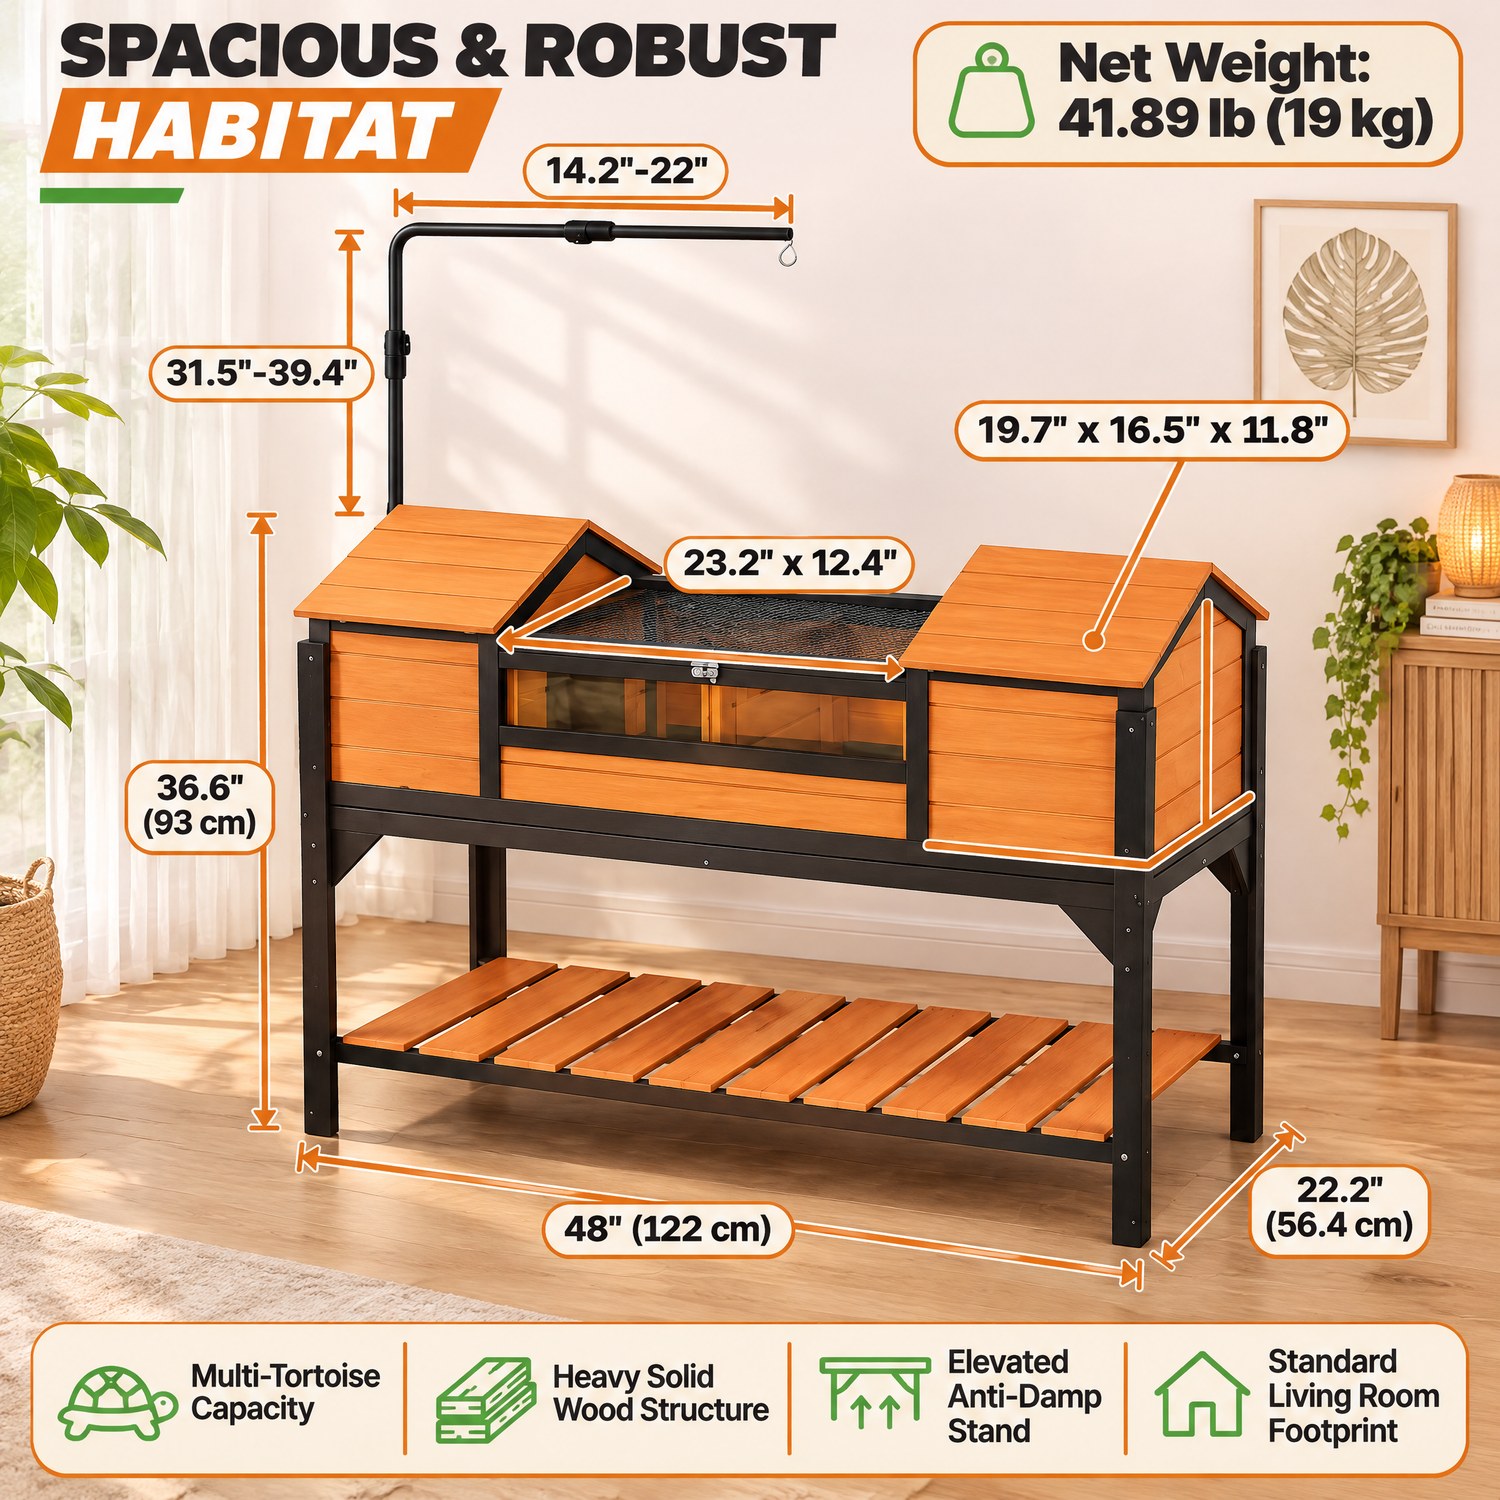 SPACIOUS & ROBUST
HABITAT
Net Weight:
41.89 lb (19 kg)
14.2"-22"
31.5"-39.4"
19.7" x 16.5" x 11.8"
23.2" x 12.4"
36.6"
(93 cm)
48" (122 cm)
22.2"
(56.4 cm)
Multi-Tortoise
Capacity
Heavy Solid
Wood Structure
Elevated
Anti-Damp
Stand
Standard
Living Room
Footprint